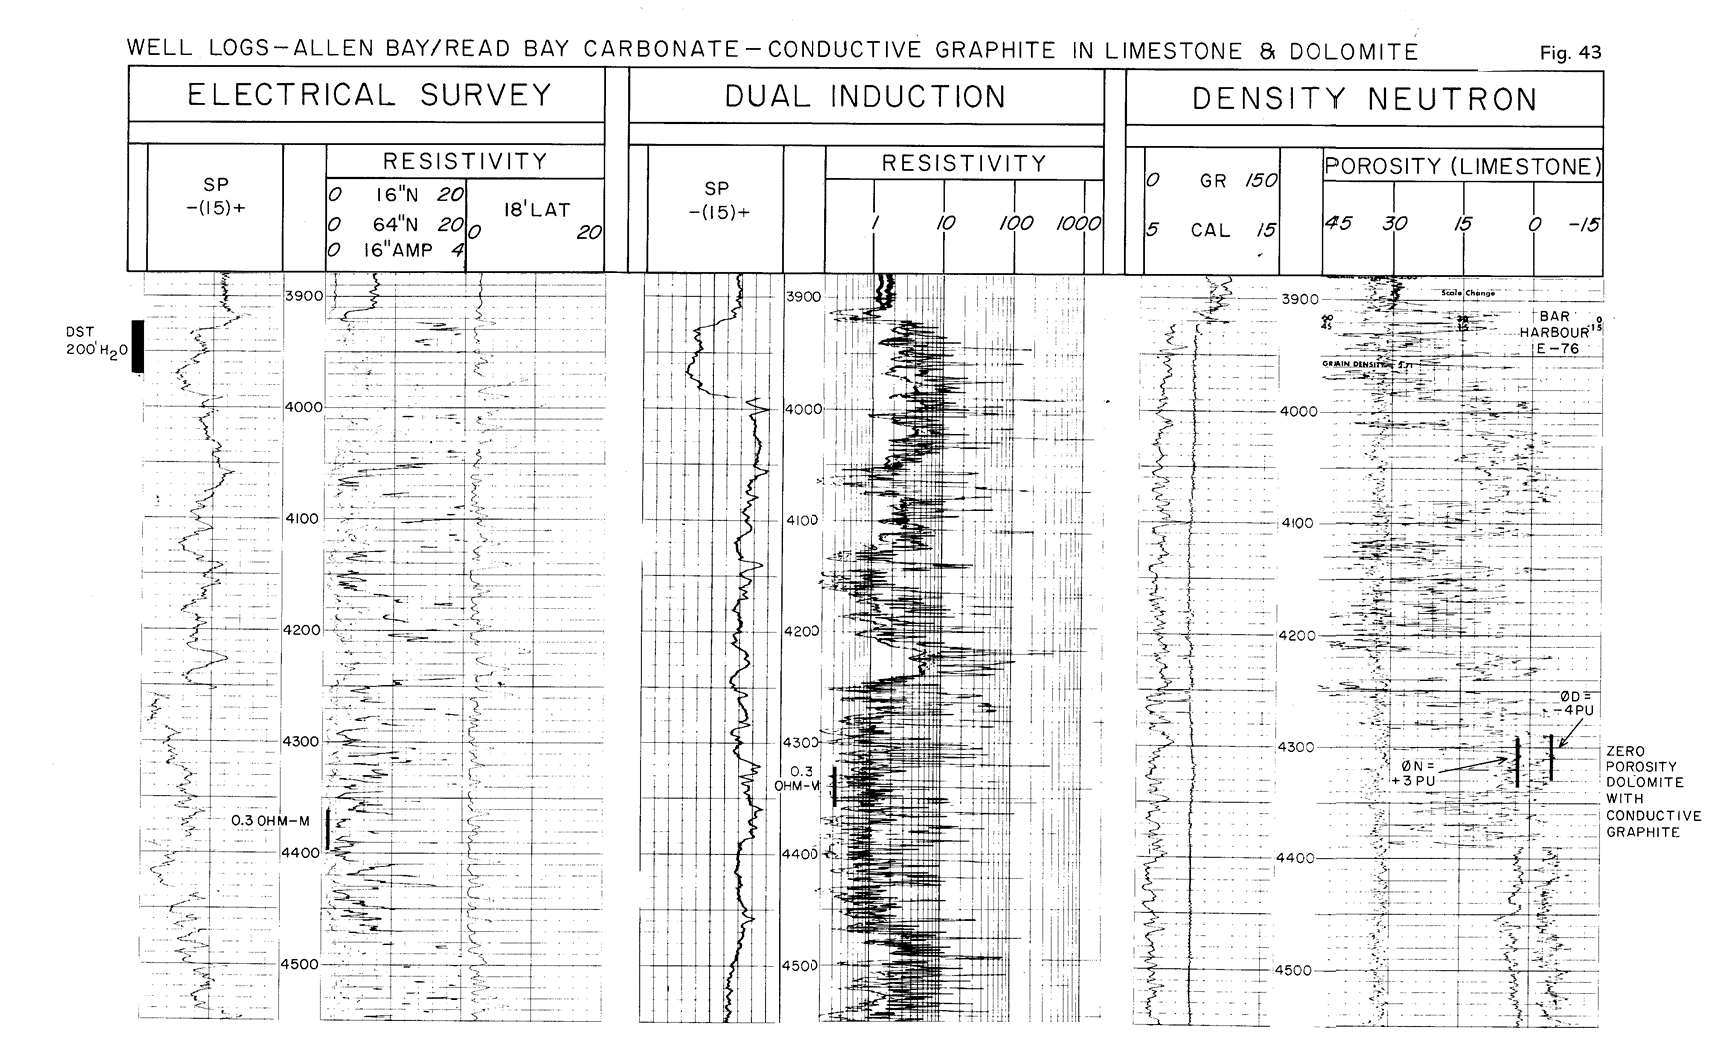 WELL LOGS-ALLEN BAY/READ BAY CARBONATE-CONDUCTIVE GRAPHITE IN LIMESTONE & DOLOMITE
Fig. 43
ELECTRICAL SURVEY
SP
-(15)+
RESISTIVITY
0 16"N 20
0 64"N 20
0 16"AMP 4
18'LAT
0 20
DST
200'H2O
3900
4000
4100
4200
4300
0.3 OHM-M
4400
4500
DUAL INDUCTION
SP
-(15)+
RESISTIVITY
1 10 100 1000
3900
4000
4100
4200
4300
0.3
OHM-M
4400
4500
DENSITY NEUTRON
0 GR 150
5 CAL 15
POROSITY (LIMESTONE)
45 30 15 0 -15
Scale Change
3900
BAR
HARBOUR
E-76
GRAIN DENSITY
4000
4100
4200
ØD=
-4PU
4300
ØN=
+3PU
ZERO
POROSITY
DOLOMITE
WITH
CONDUCTIVE
GRAPHITE
4400
4500